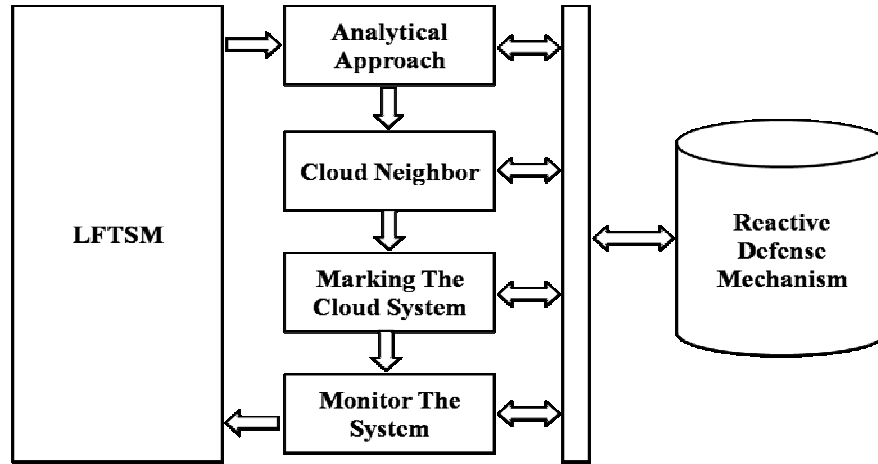 LFTSM
Analytical
Approach
Cloud Neighbor
Marking The
Cloud System
Monitor The
System
Reactive
Defense
Mechanism